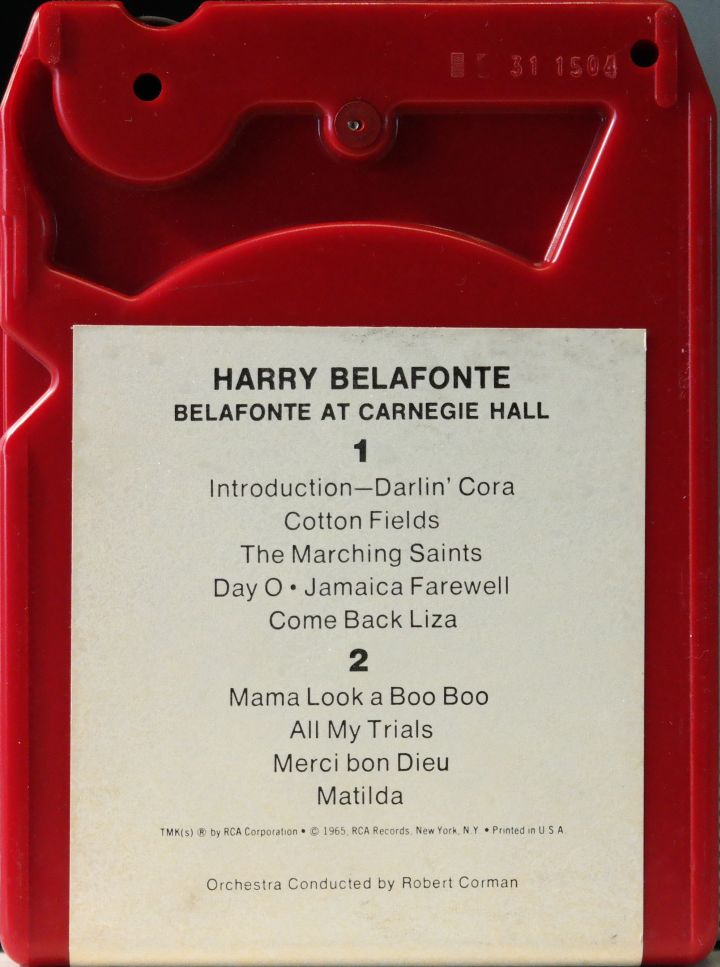 31 1504
HARRY BELAFONTE
BELAFONTE AT CARNEGIE HALL
1
Introduction—Darlin' Cora
Cotton Fields
The Marching Saints
Day O • Jamaica Farewell
Come Back Liza
2
Mama Look a Boo Boo
All My Trials
Merci bon Dieu
Matilda
TMK(s) ® by RCA Corporation • © 1965, RCA Records, New York, N.Y. • Printed in U.S.A.
Orchestra Conducted by Robert Corman